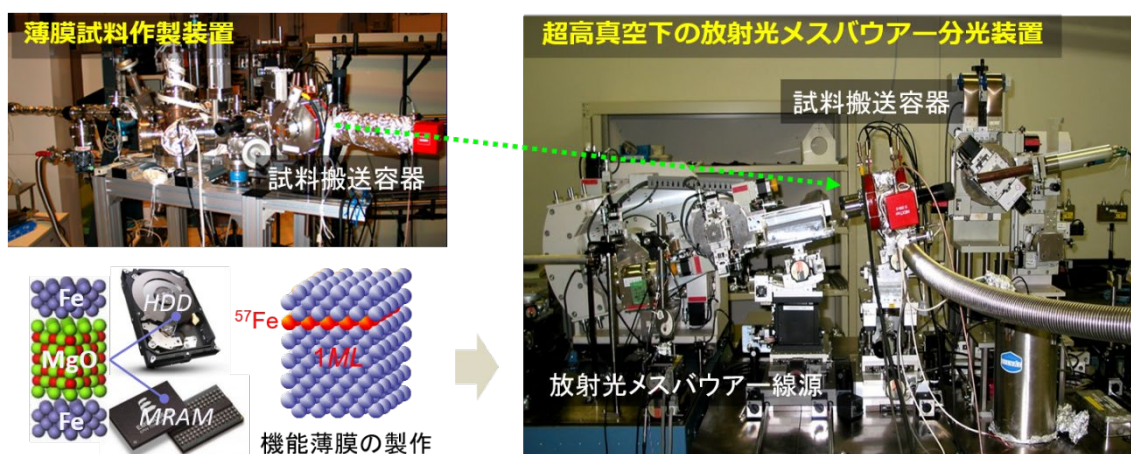 薄膜試料作製装置
試料搬送容器
超高真空下の放射光メスバウアー分光装置
試料搬送容器
放射光メスバウアー線源
Fe
MgO
Fe
HDD
MRAM
⁵⁷Fe
1ML
機能薄膜の製作